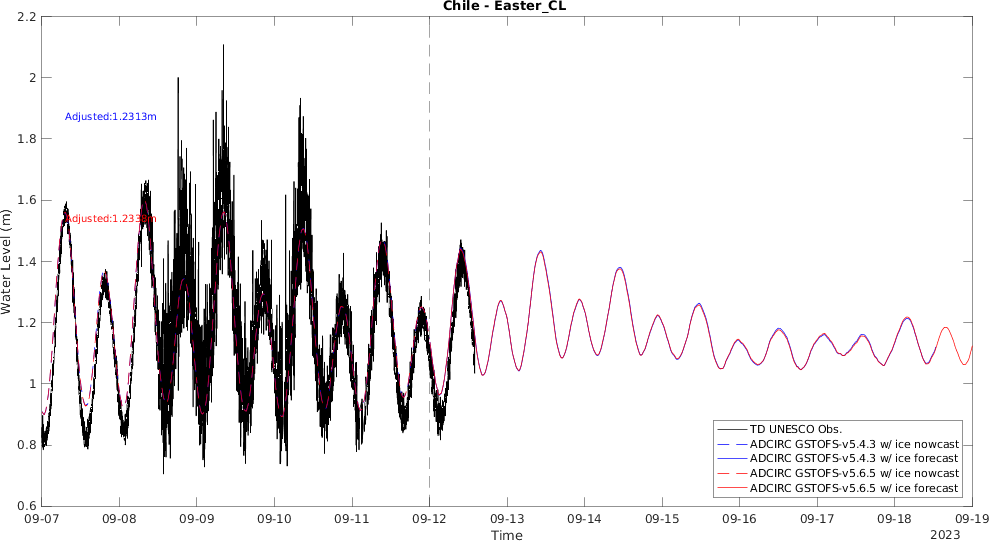 Chile - Easter_CL
Water Level (m)
2.2
2
1.8
1.6
1.4
1.2
1
0.8
0.6
Adjusted:1.2313m
TD UNESCO Obs.
ADCIRC GSTOFS-v5.4.3 w/ ice nowcast
ADCIRC GSTOFS-v5.4.3 w/ ice forecast
ADCIRC GSTOFS-v5.6.5 w/ ice nowcast
ADCIRC GSTOFS-v5.6.5 w/ ice forecast
09-07 09-08 09-09 09-10 09-11 09-12 09-13 09-14 09-15 09-16 09-17 09-18 09-19
Time
2023